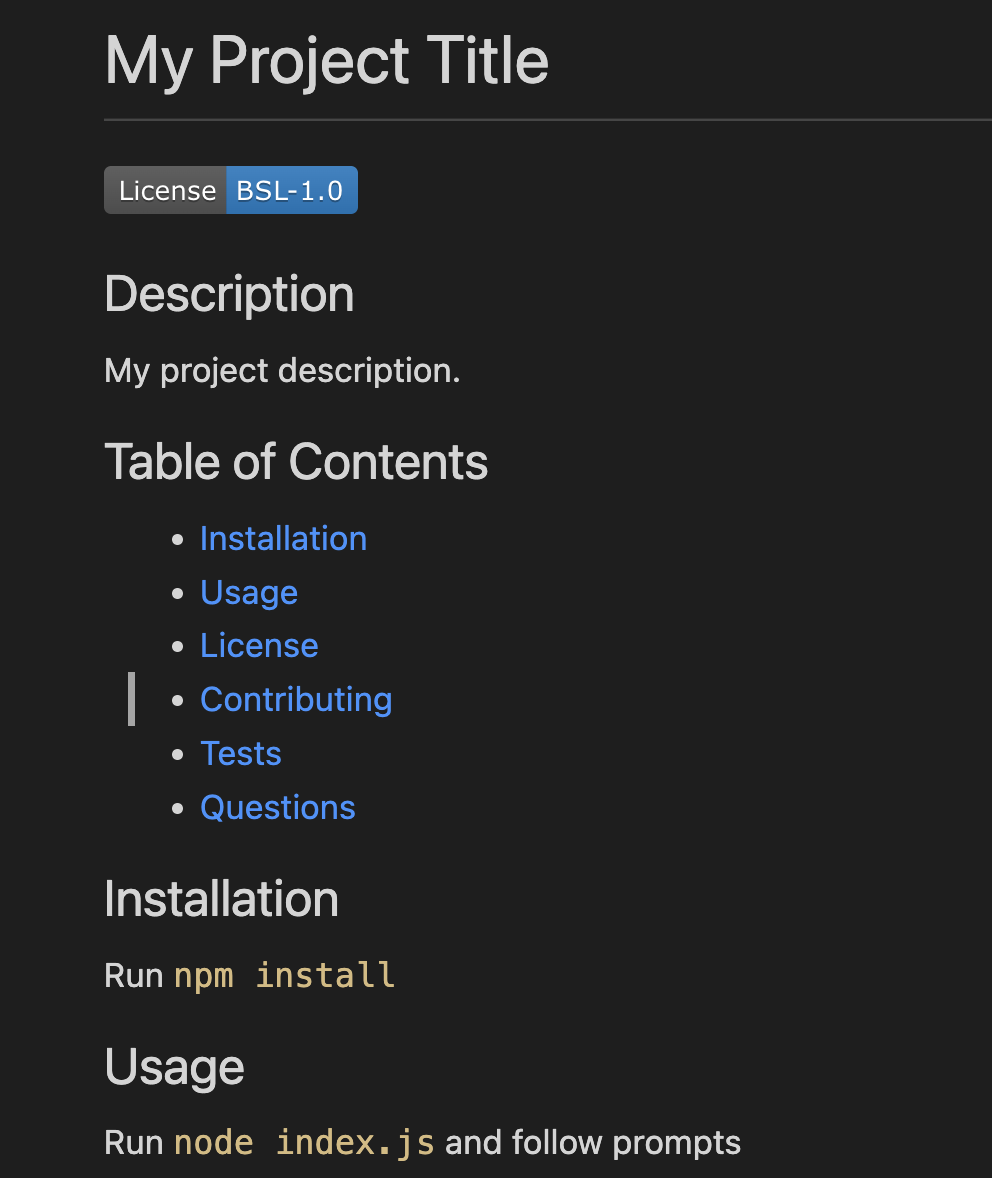 My Project Title
License BSL-1.0
Description
My project description.
Table of Contents
Installation
Usage
License
Contributing
Tests
Questions
Installation
Run npm install
Usage
Run node index.js and follow prompts